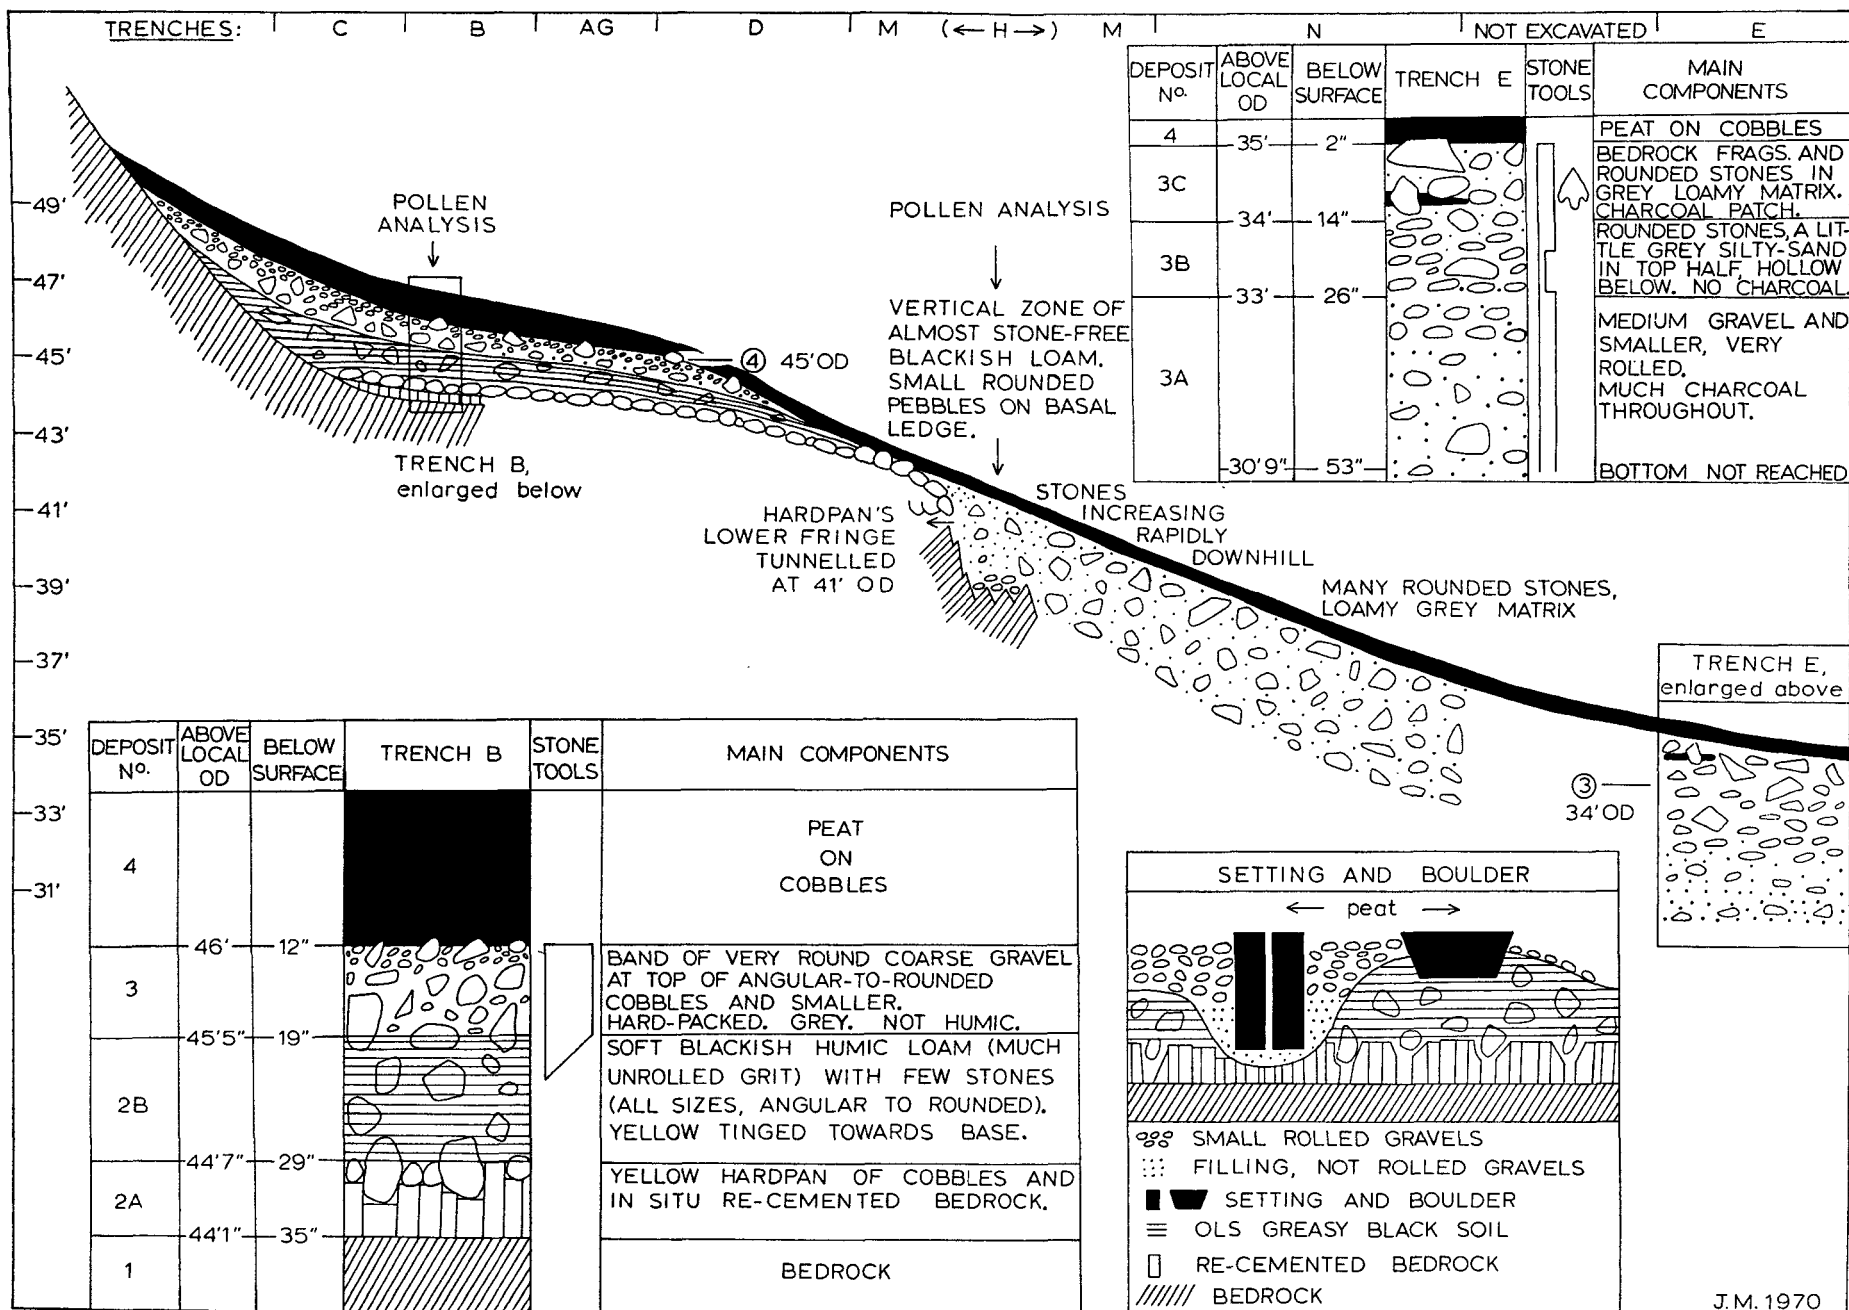 TRENCHES: C B AG D M (← H →) M N NOT EXCAVATED E
49'
47'
45'
43'
41'
39'
37'
35'
33'
31'
POLLEN
ANALYSIS
TRENCH B,
enlarged below
④ 45' OD
POLLEN ANALYSIS
VERTICAL ZONE OF
ALMOST STONE-FREE
BLACKISH LOAM.
SMALL ROUNDED
PEBBLES ON BASAL
LEDGE.
HARDPAN'S
LOWER FRINGE
TUNNELLED
AT 41' OD
STONES
INCREASING
RAPIDLY
DOWNHILL
MANY ROUNDED STONES,
LOAMY GREY MATRIX
TRENCH E,
enlarged above
③
34' OD
DEPOSIT
Nº.
ABOVE
LOCAL
OD
BELOW
SURFACE
TRENCH E
STONE
TOOLS
MAIN
COMPONENTS
4
PEAT ON COBBLES
35' 2"
3C
BEDROCK FRAGS. AND
ROUNDED STONES IN
GREY LOAMY MATRIX.
CHARCOAL PATCH.
34' 14"
3B
ROUNDED STONES, A LIT-
TLE GREY SILTY-SAND
IN TOP HALF, HOLLOW
BELOW. NO CHARCOAL.
33' 26"
3A
MEDIUM GRAVEL AND
SMALLER, VERY
ROLLED.
MUCH CHARCOAL
THROUGHOUT.
30'9" 53"
BOTTOM NOT REACHED
DEPOSIT
Nº.
ABOVE
LOCAL
OD
BELOW
SURFACE
TRENCH B
STONE
TOOLS
MAIN COMPONENTS
4
PEAT
ON
COBBLES
46' 12"
3
BAND OF VERY ROUND COARSE GRAVEL
AT TOP OF ANGULAR-TO-ROUNDED
COBBLES AND SMALLER.
HARD-PACKED. GREY. NOT HUMIC.
45'5" 19"
2B
SOFT BLACKISH HUMIC LOAM (MUCH
UNROLLED GRIT) WITH FEW STONES
(ALL SIZES, ANGULAR TO ROUNDED).
YELLOW TINGED TOWARDS BASE.
44'7" 29"
2A
YELLOW HARDPAN OF COBBLES AND
IN SITU RE-CEMENTED BEDROCK.
44'1" 35"
1
BEDROCK
SETTING AND BOULDER
← peat →
SMALL ROLLED GRAVELS
FILLING, NOT ROLLED GRAVELS
SETTING AND BOULDER
OLS GREASY BLACK SOIL
RE-CEMENTED BEDROCK
BEDROCK
J.M. 1970